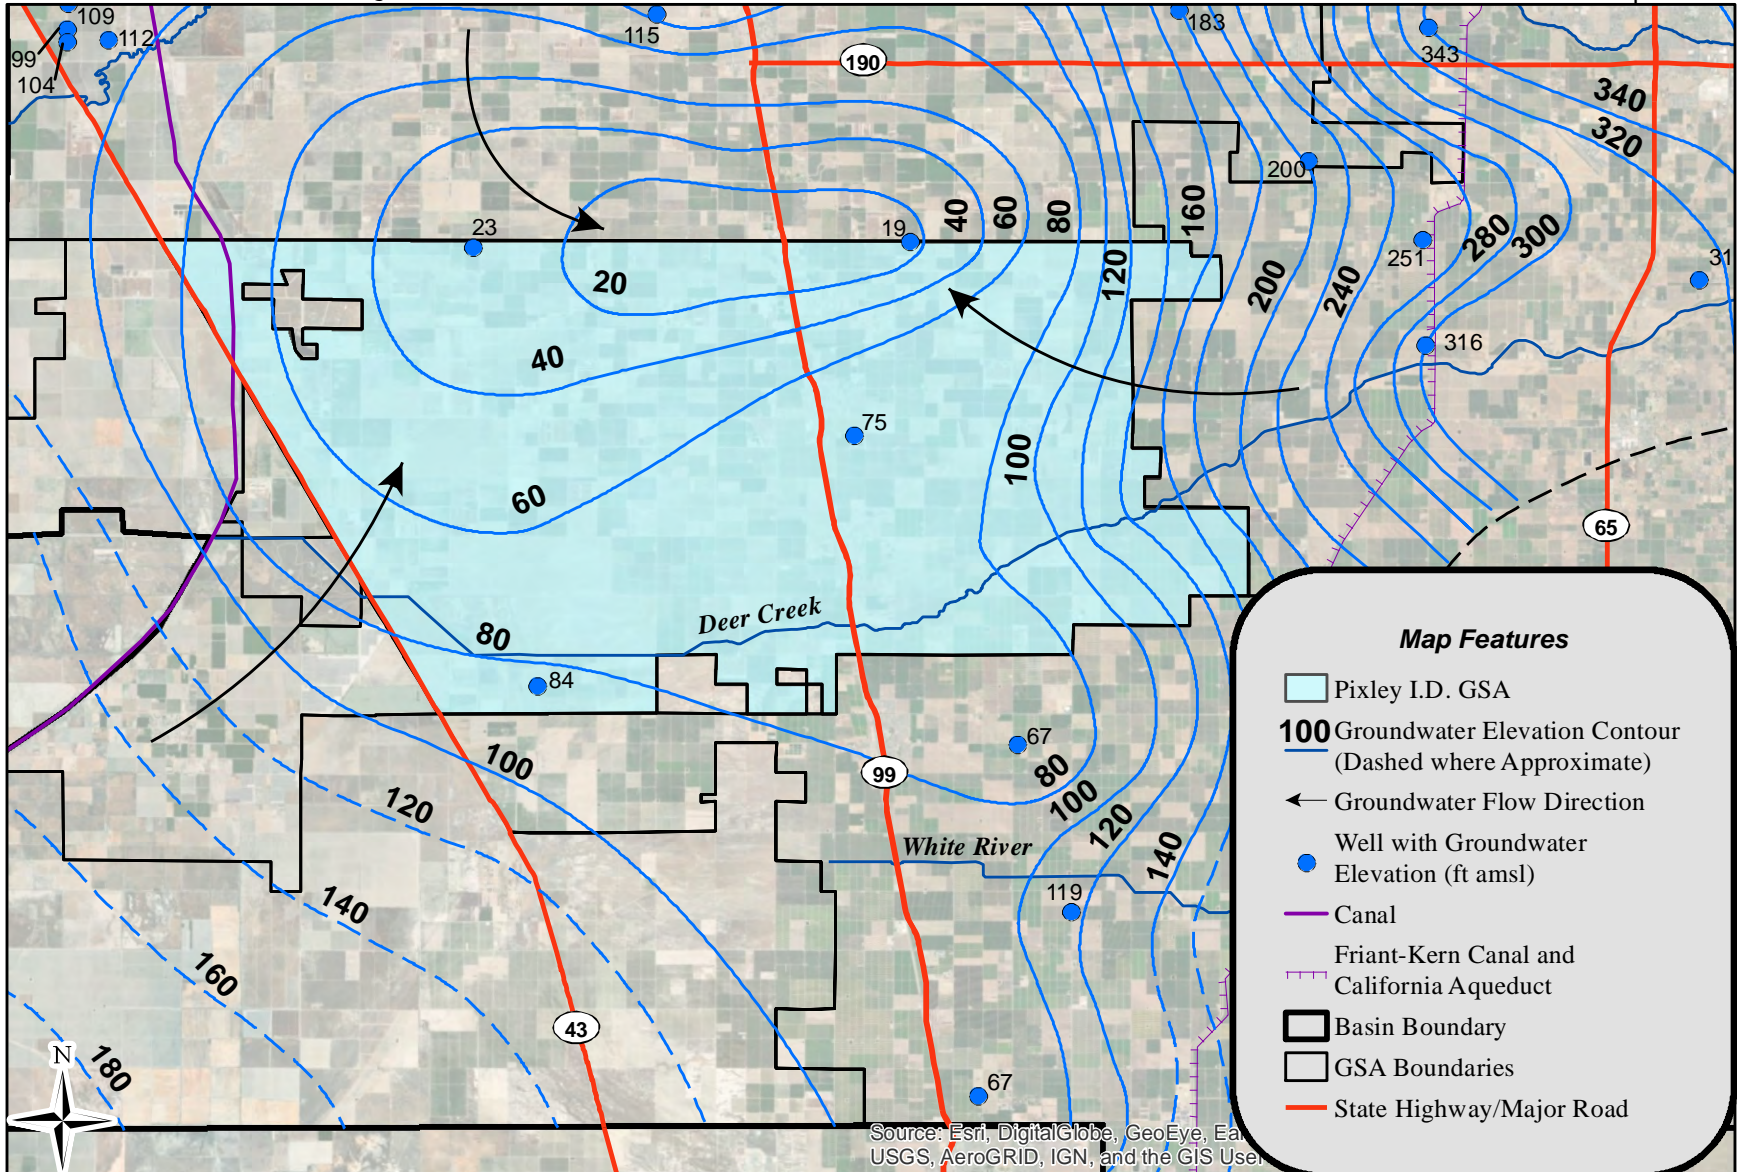 109
112
99
104
115
190
183
343
340
320
200
160
23
19
40
60
80
120
200
240
251
280
300
31
20
40
316
75
100
60
65
Deer Creek
80
84
67
80
100
99
100
120
120
140
White River
119
140
160
43
180
67
N
Map Features
Pixley I.D. GSA
100 Groundwater Elevation Contour
(Dashed where Approximate)
Groundwater Flow Direction
Well with Groundwater
Elevation (ft amsl)
Canal
Friant-Kern Canal and
California Aqueduct
Basin Boundary
GSA Boundaries
State Highway/Major Road
Source: Esri, DigitalGlobe, GeoEye,
USGS, AeroGRID, IGN, and the GIS